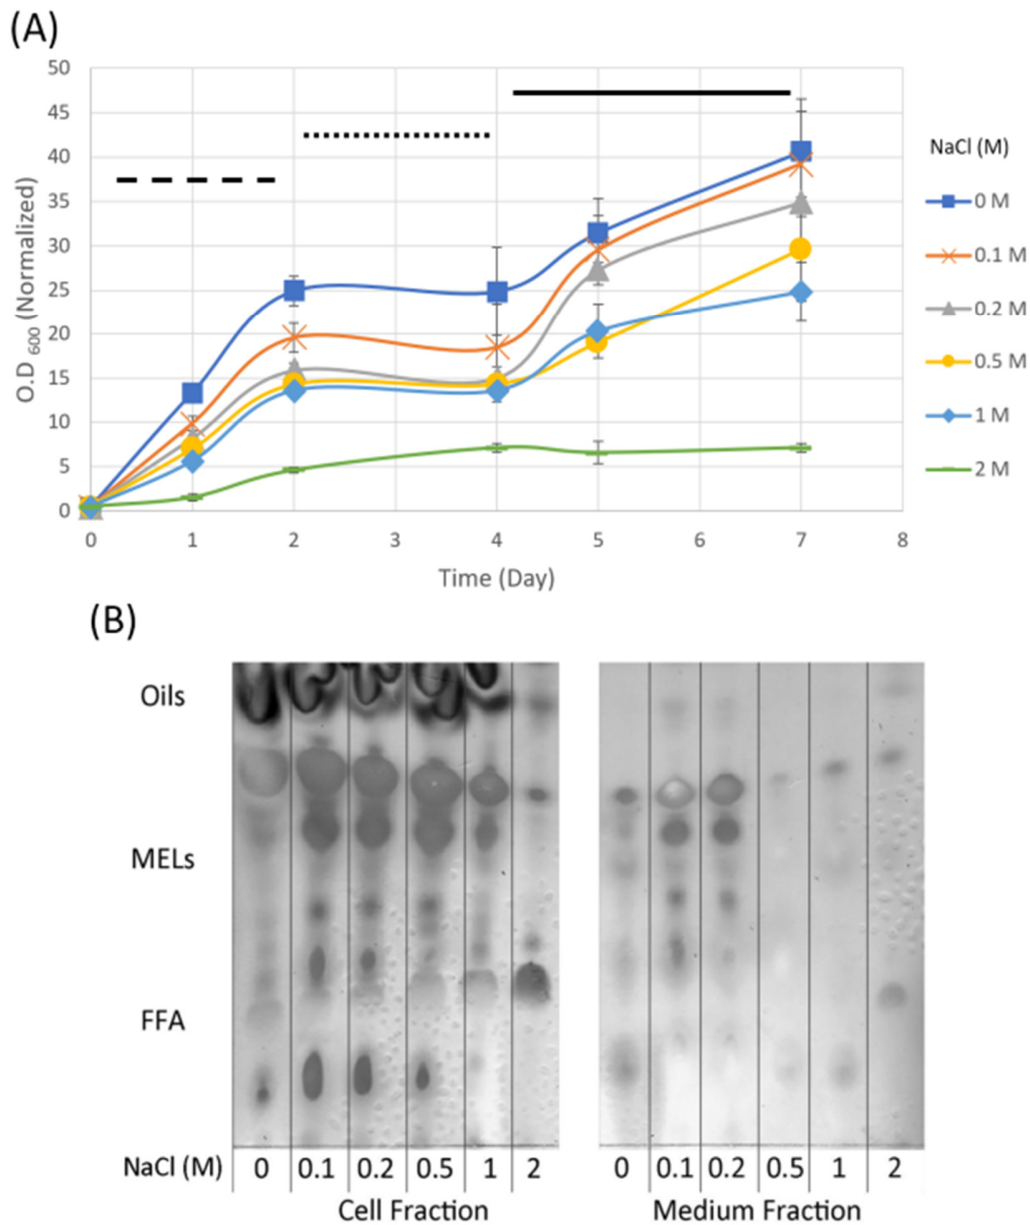 (A)
50
45
40
35
30
25
20
15
10
5
0
O.D 600 (Normalized)
0 1 2 3 4 5 6 7 8
Time (Day)
NaCl (M)
0 M
0.1 M
0.2 M
0.5 M
1 M
2 M
(B)
Oils
MELs
FFA
NaCl (M) 0 0.1 0.2 0.5 1 2 0 0.1 0.2 0.5 1 2
Cell Fraction Medium Fraction